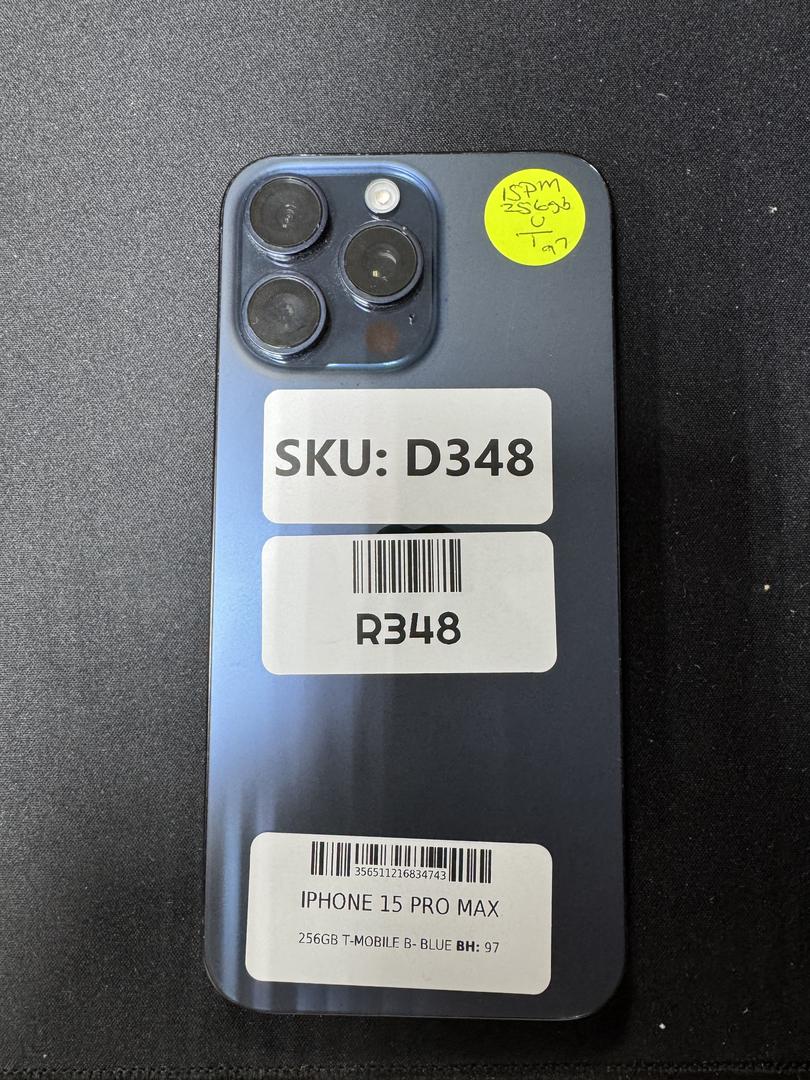 15PM
256gb
U
T 97
SKU: D348
R348
356511216834743
IPHONE 15 PRO MAX
256GB T-MOBILE B- BLUE BH: 97